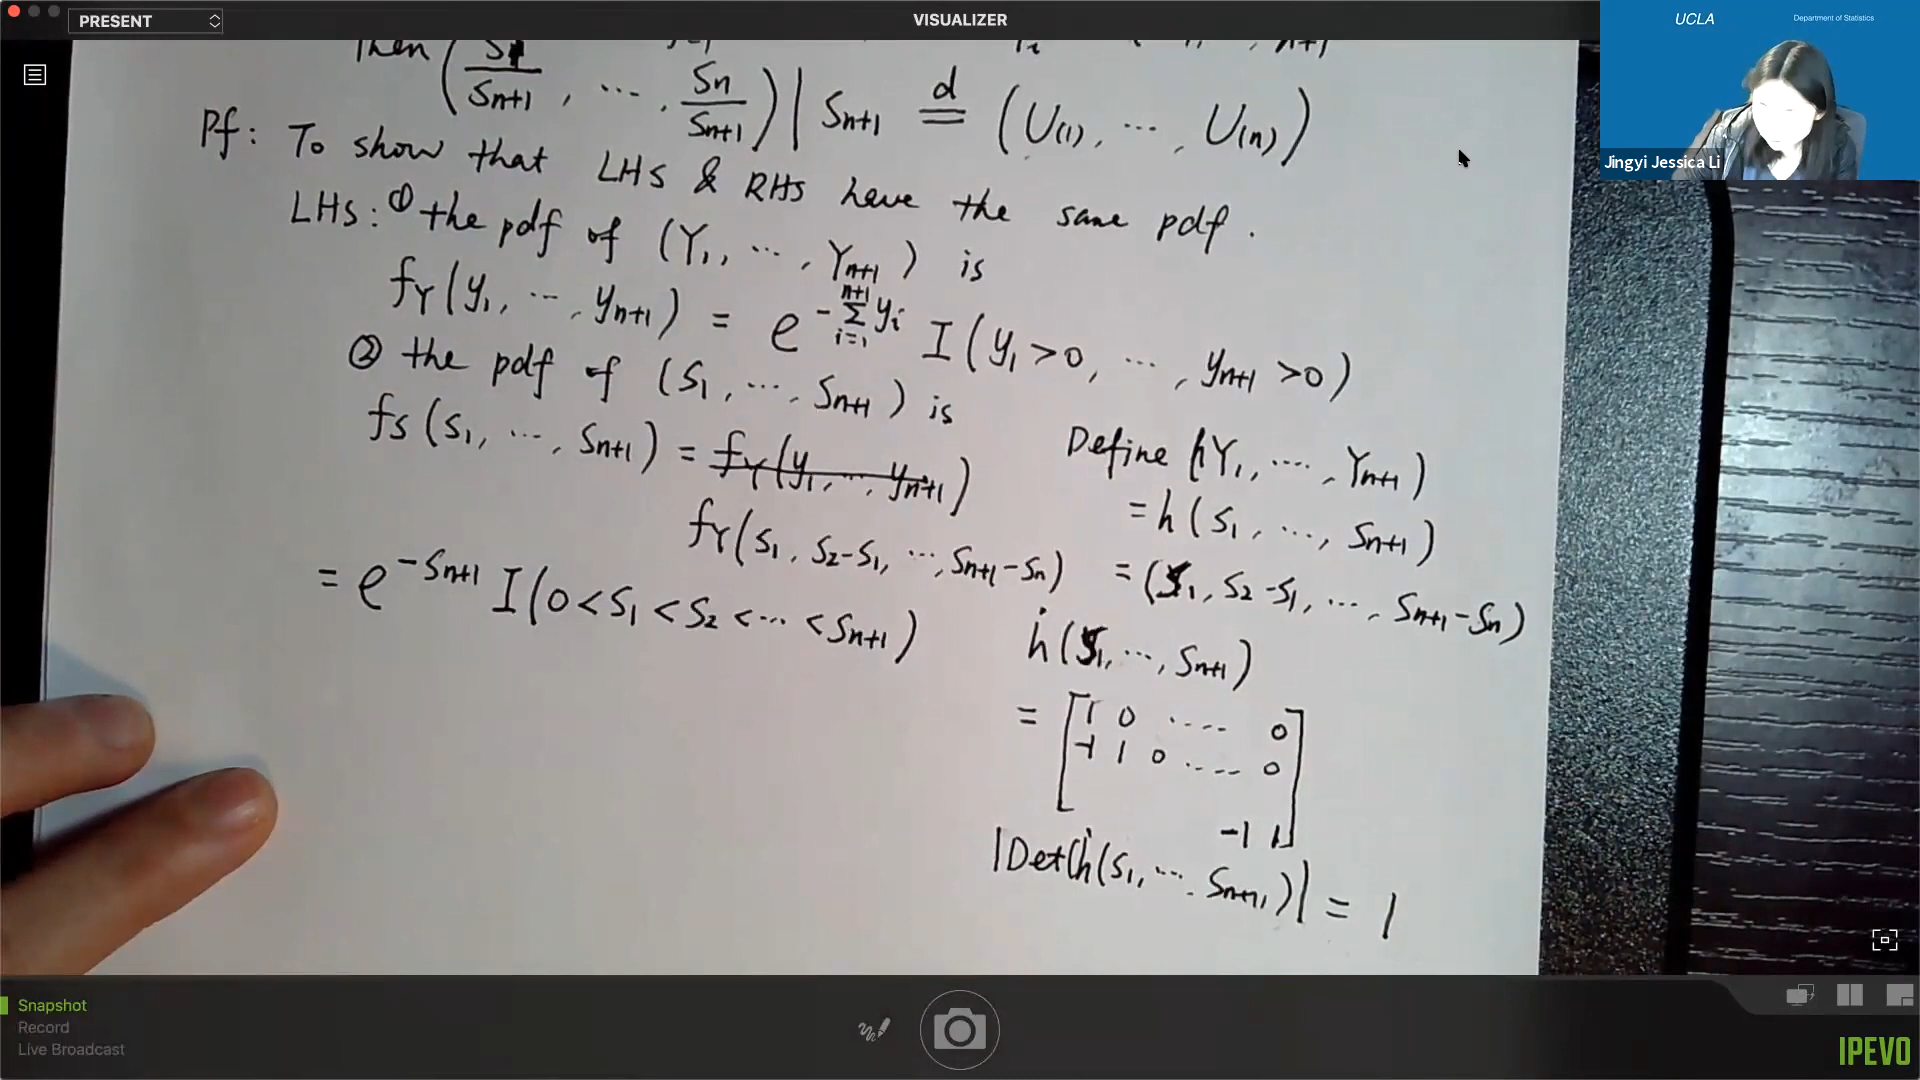 PRESENT
VISUALIZER
UCLA
Department of Statistics
Jingyi Jessica Li
Then (S1/Sn+1, ..., Sn/Sn+1) | Sn+1 =d (U(1), ..., U(n))
Pf: To show that LHS & RHS have the same pdf.
LHS: ① the pdf of (Y1, ..., Yn+1) is
fY(y1, ..., yn+1) = e^{-∑_{i=1}^{n+1} yi} I(y1>0, ..., yn+1>0)
② the pdf of (S1, ..., Sn+1) is
fS(s1, ..., sn+1) = fY(y1, ..., yn+1)
fY(s1, s2-s1, ..., sn+1-sn)
= e^{-sn+1} I(0<s1<s2<...<sn+1)
Define (Y1, ..., Yn+1)
= h(s1, ..., sn+1)
= (s1, s2-s1, ..., sn+1-sn)
ḣ(s1, ..., sn+1)
= [1 0 ..... 0
-1 1 0 ..... 0
-1 1]
|Det(ḣ(s1, ..., sn+1))| = 1
Snapshot
Record
Live Broadcast
IPEVO